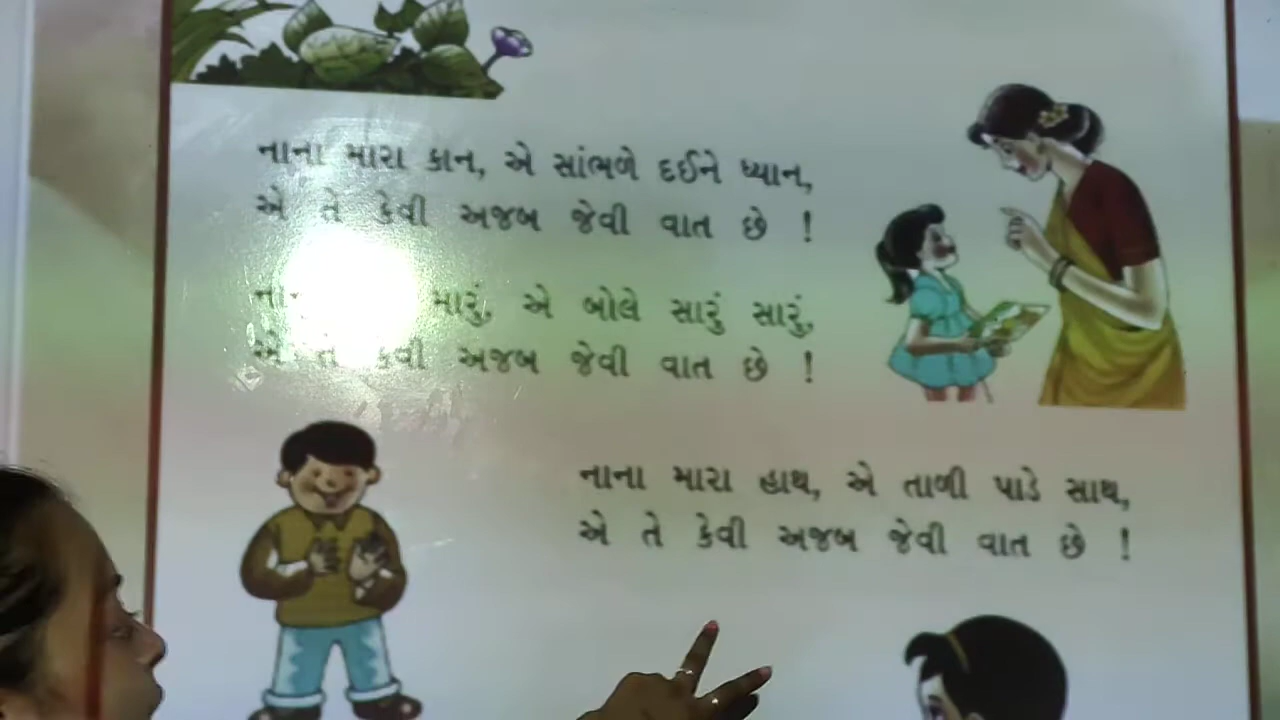 નાના મારા કાન, એ સાંભળે દઈને ધ્યાન,
એ તે કેવી અજબ જેવી વાત છે !
મારું, એ બોલે સારું સારું,
એ તે કેવી અજબ જેવી વાત છે !
નાના મારા હાથ, એ તાળી પાડે સાથ,
એ તે કેવી અજબ જેવી વાત છે !